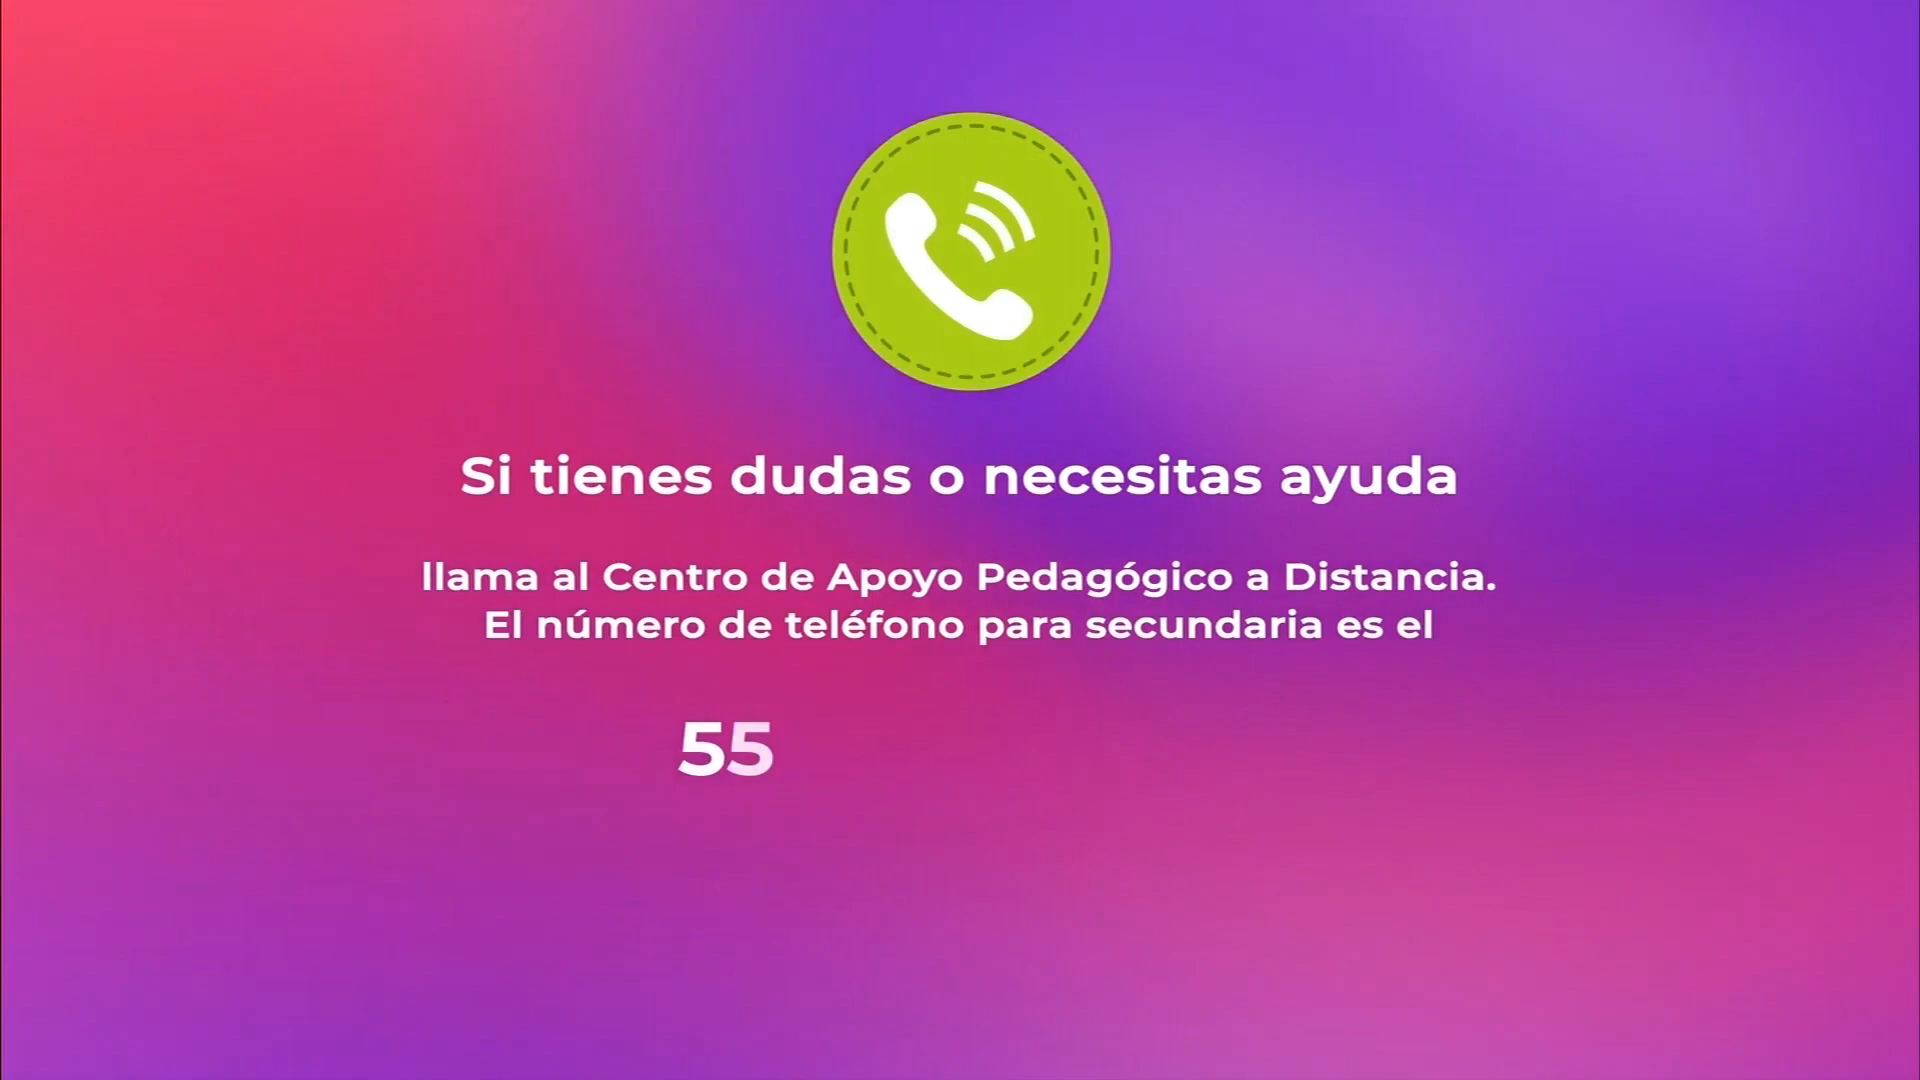 Si tienes dudas o necesitas ayuda
llama al Centro de Apoyo Pedagógico a Distancia.
El número de teléfono para secundaria es el
55